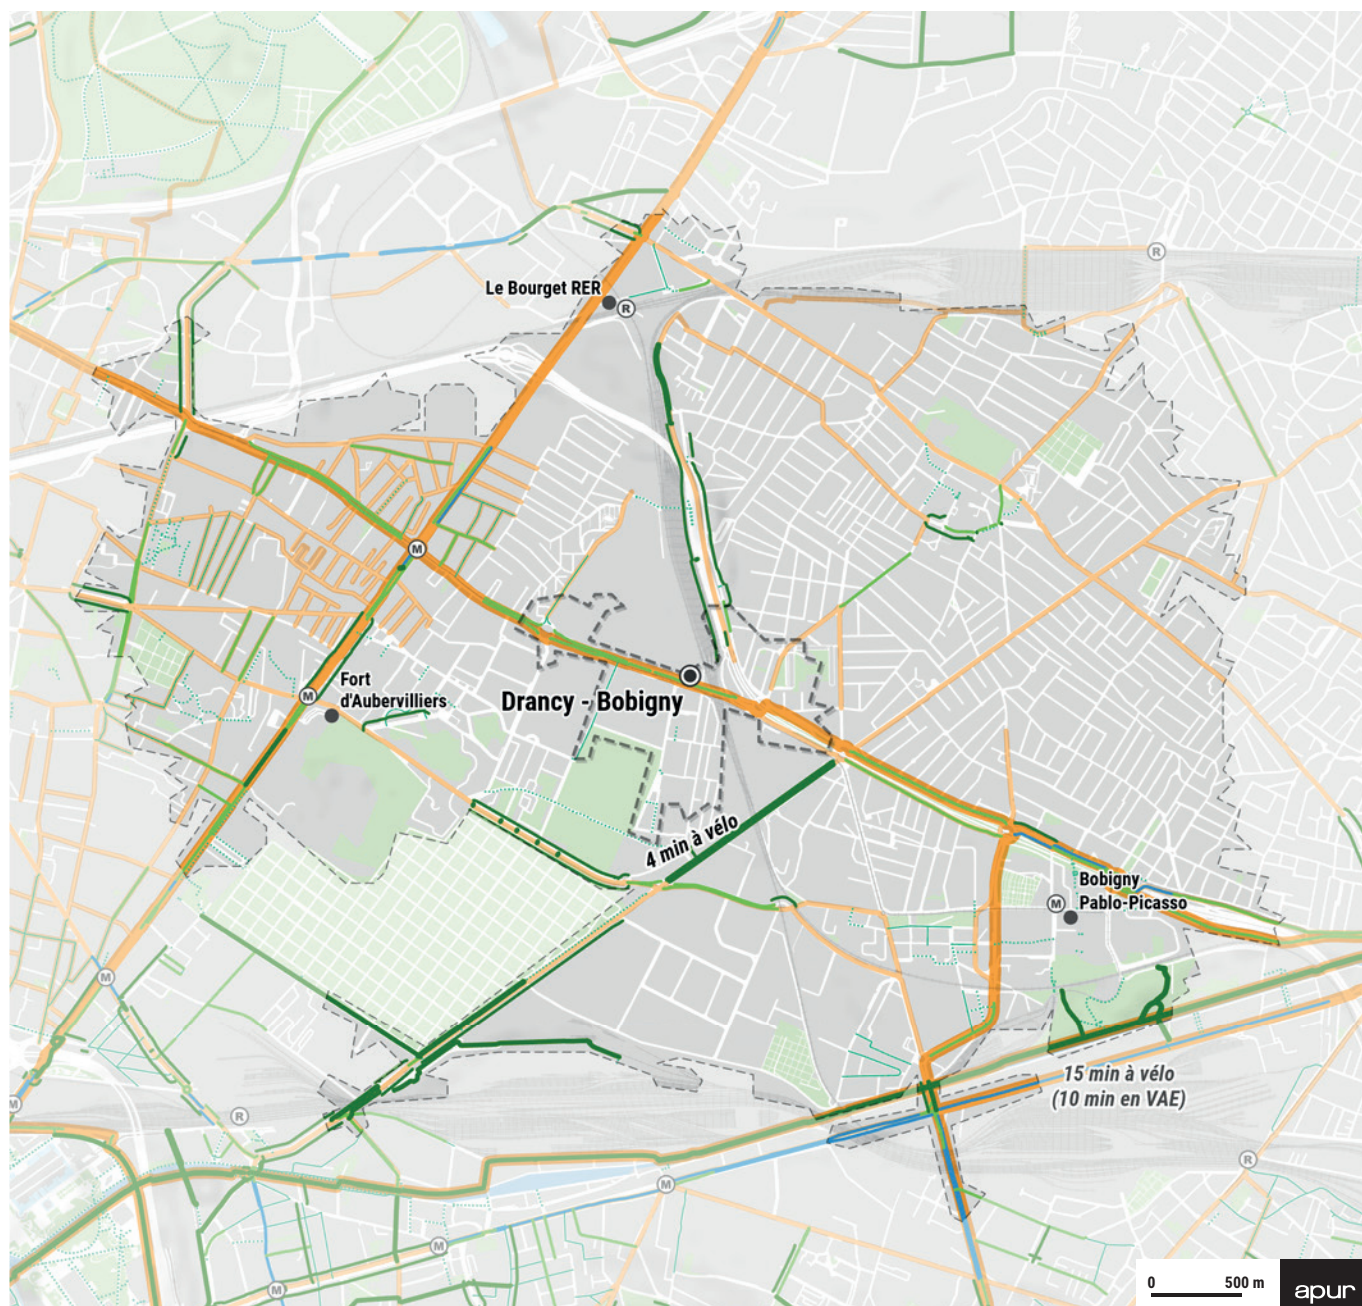 R
Le Bourget RER
R
M
Fort
d'Aubervilliers
M
Drancy - Bobigny
4 min à vélo
Bobigny
Pablo-Picasso
M
M
15 min à vélo
(10 min en VAE)
M
R
R
M
M
M
0 500 m
apur